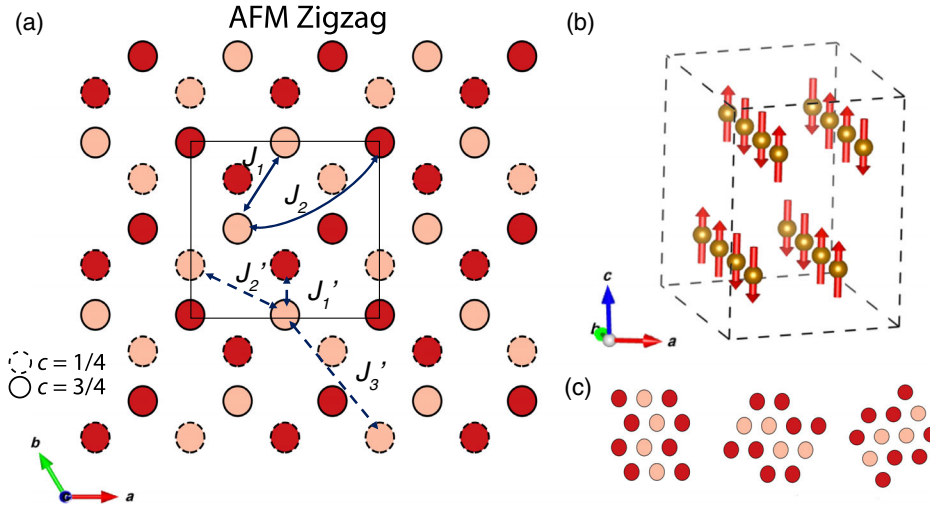 (a)
AFM Zigzag
(b)
J1
J2
J2’
J1’
J3’
c = 1/4
c = 3/4
b
c
a
c
b
a
(c)